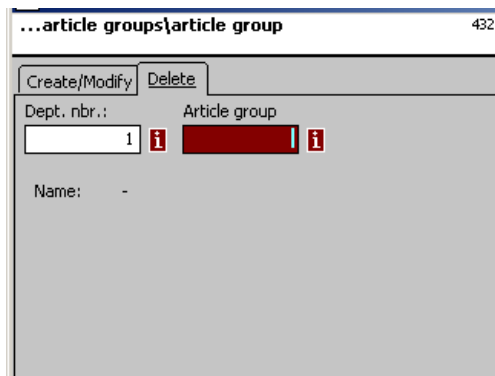 ...article groups\article group 432
Create/Modify Delete
Dept. nbr.: Article group
1 i i
Name: -